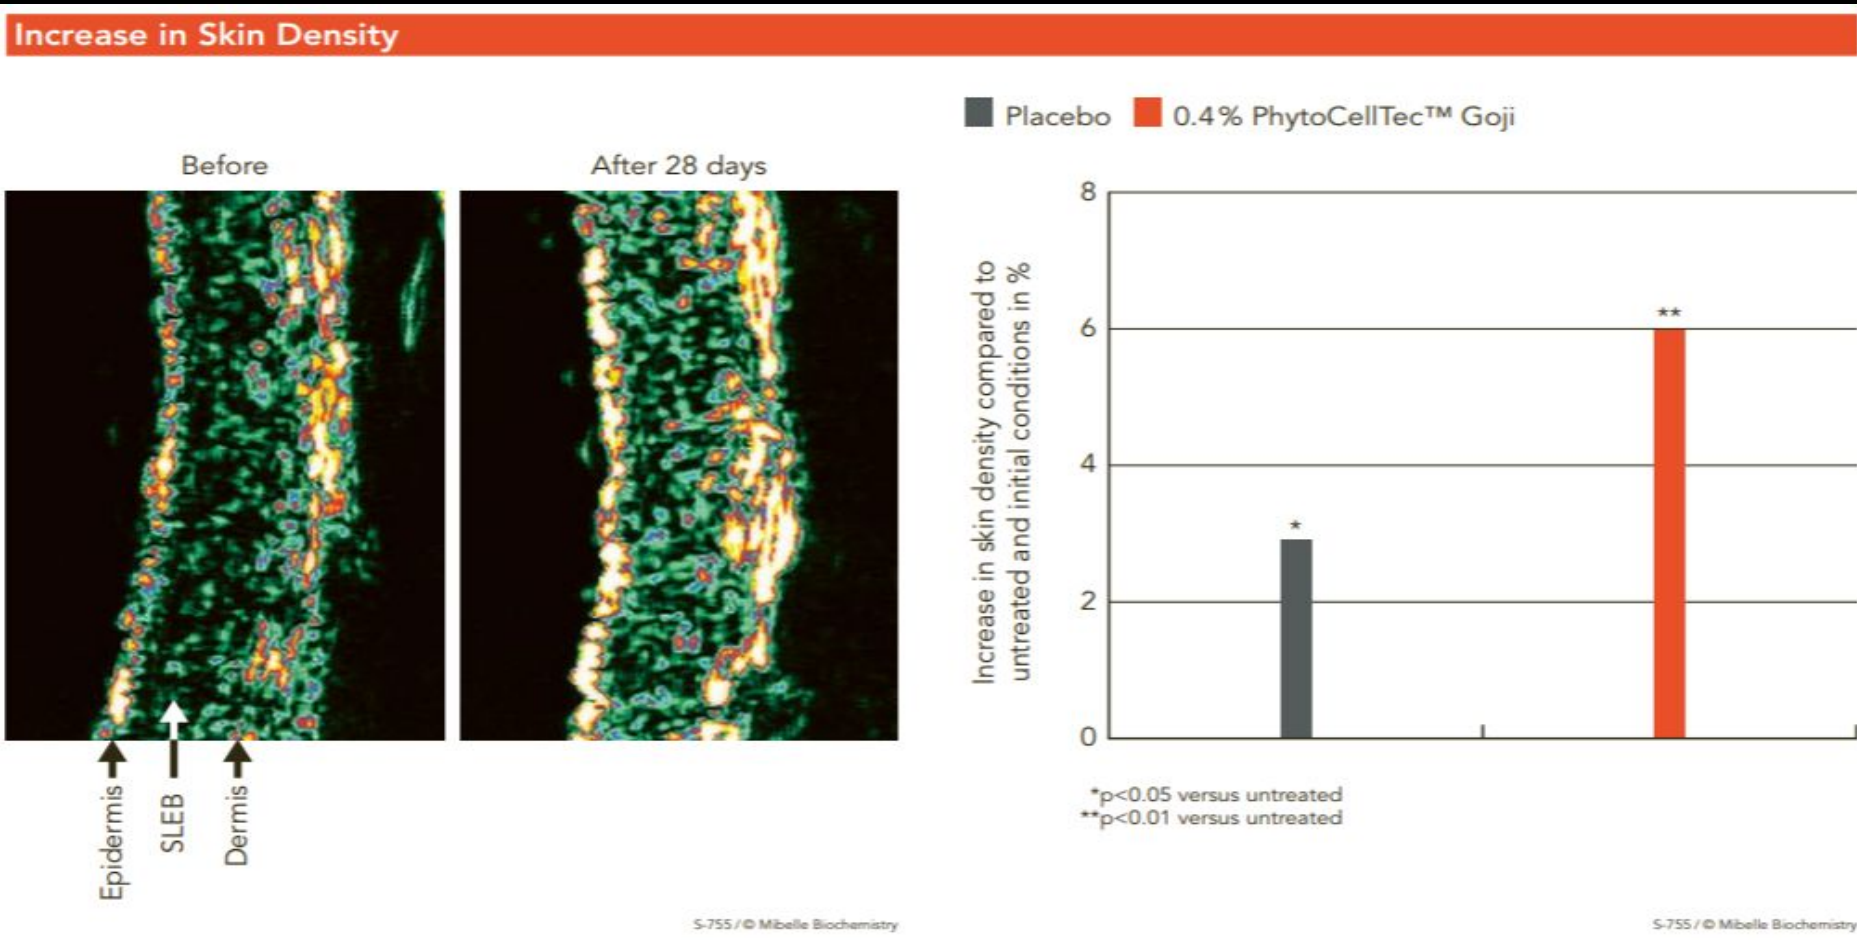 Increase in Skin Density
Before
After 28 days
Epidermis
SLEB
Dermis
S-755/© Mibelle Biochemistry
Placebo
0.4% PhytoCellTec™ Goji
Increase in skin density compared to
untreated and initial conditions in %
8
6
4
2
0
*
**
*p<0.05 versus untreated
**p<0.01 versus untreated
S-755/© Mibelle Biochemistry